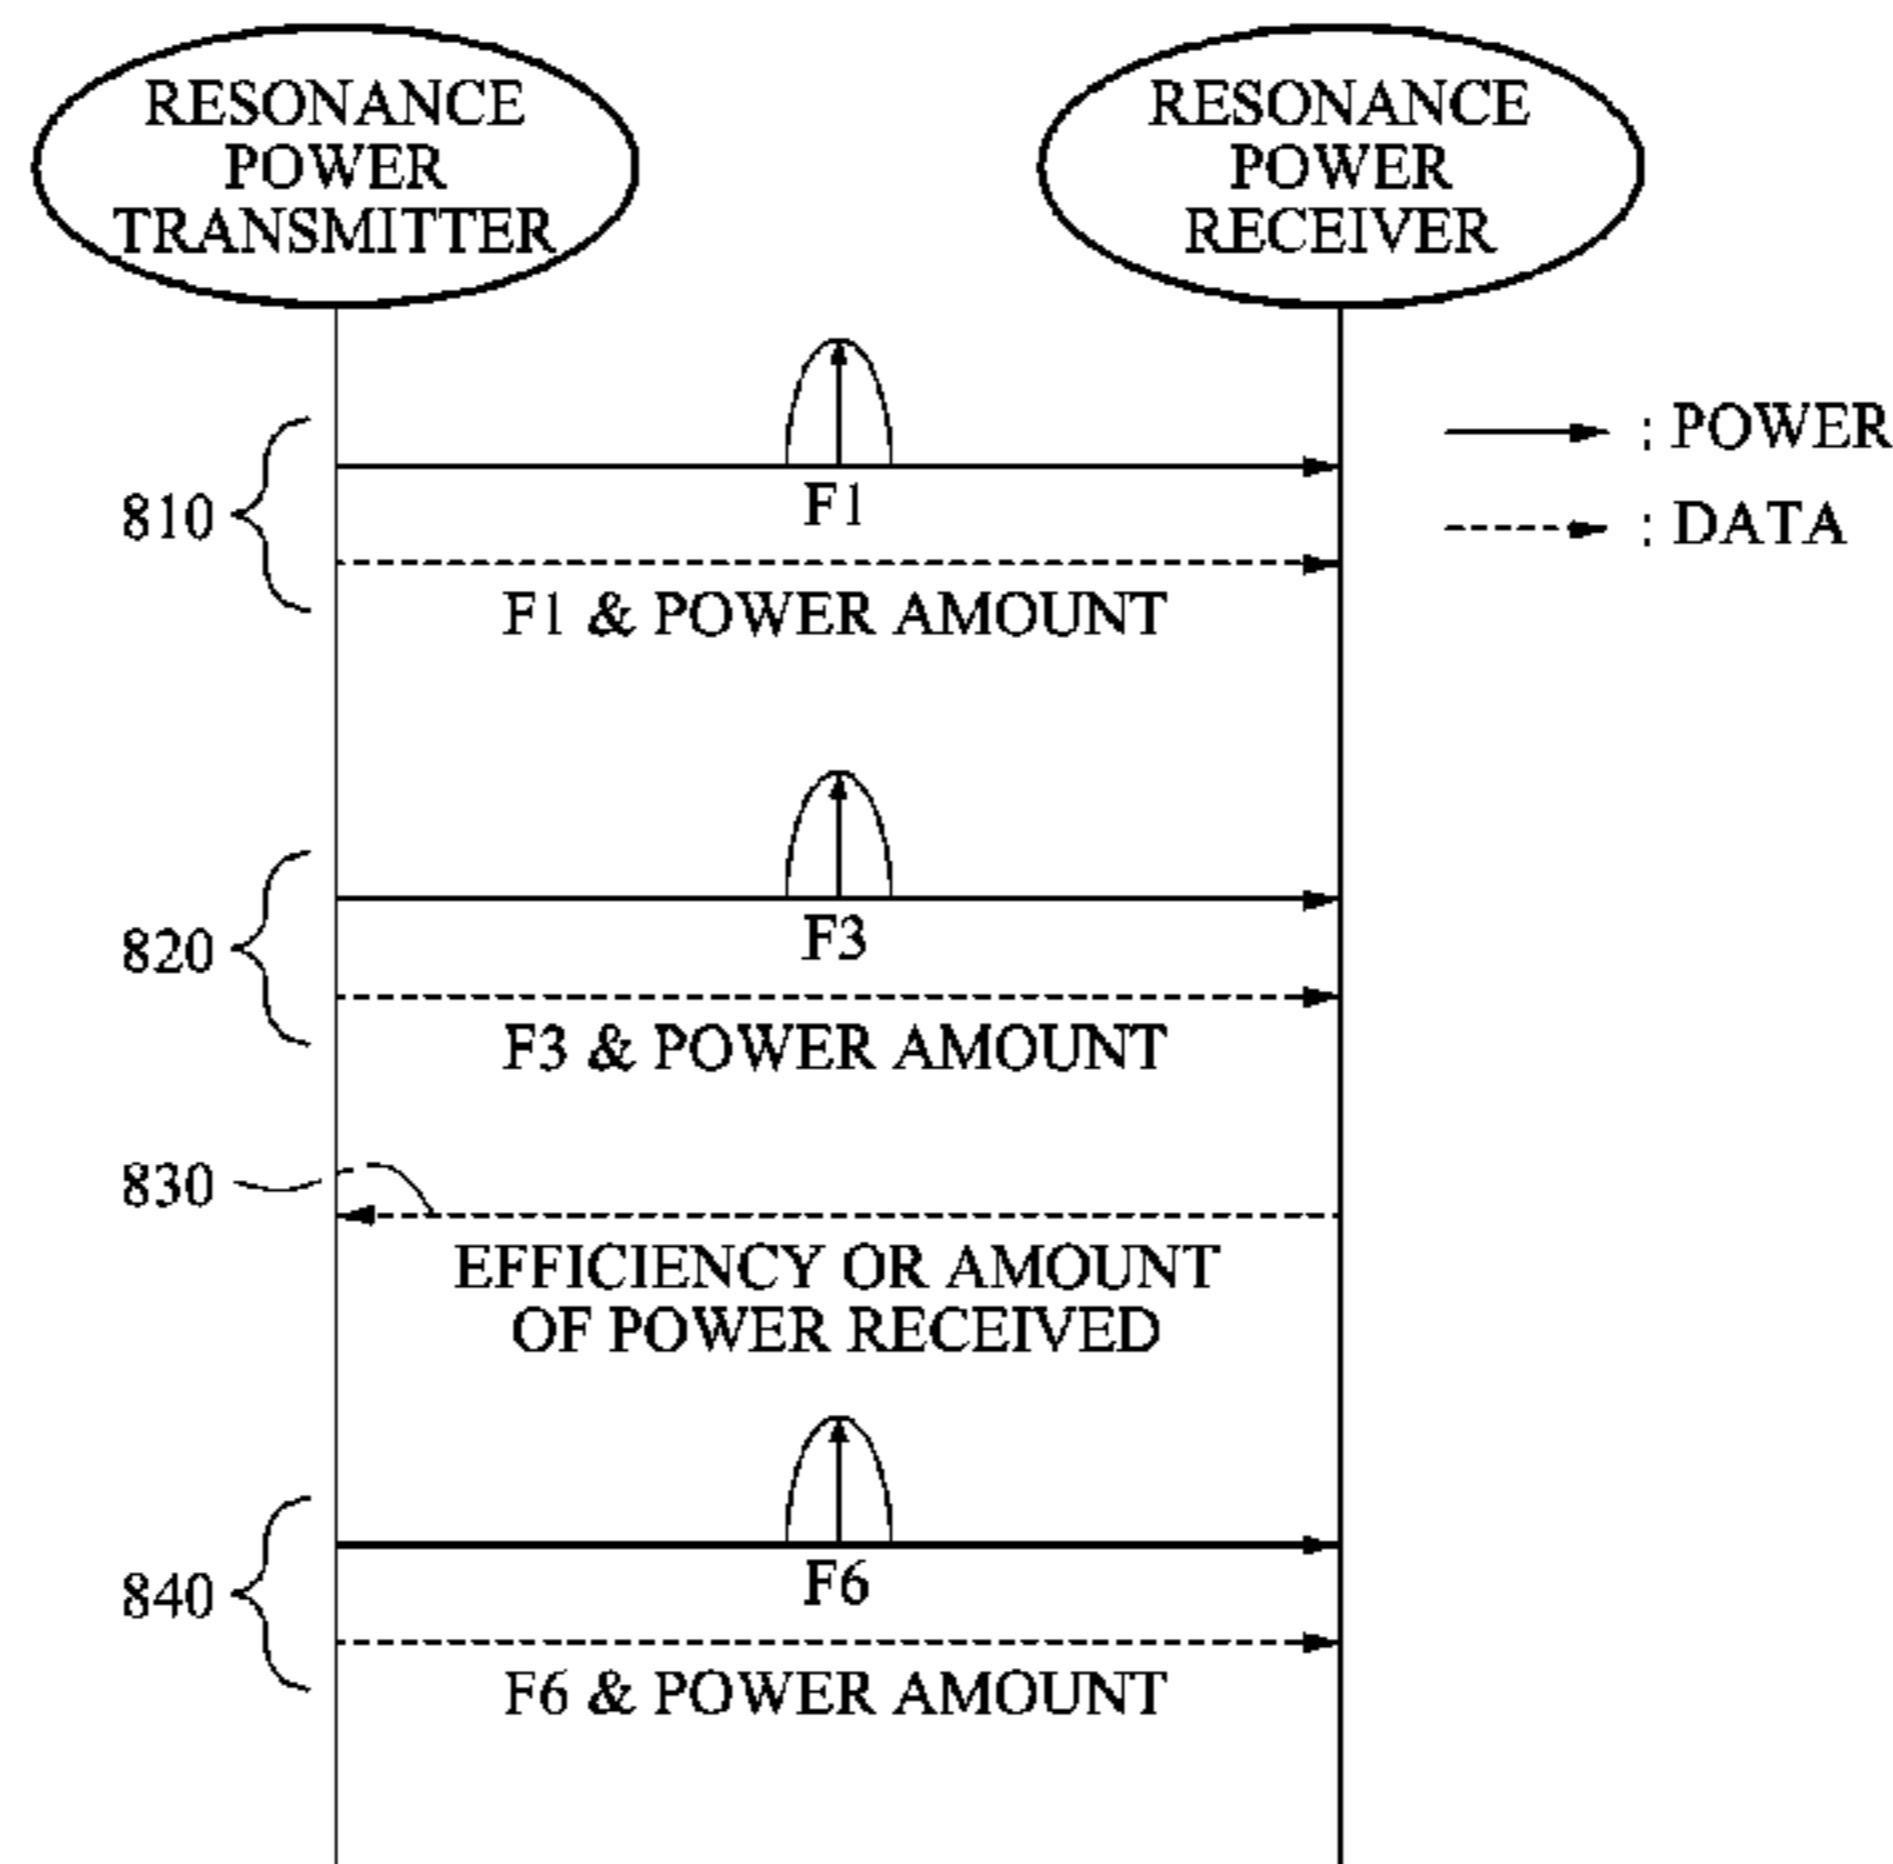 RESONANCE
POWER
TRANSMITTER
RESONANCE
POWER
RECEIVER
: POWER
: DATA
810
F1
F1 & POWER AMOUNT
820
F3
F3 & POWER AMOUNT
830
EFFICIENCY OR AMOUNT
OF POWER RECEIVED
840
F6
F6 & POWER AMOUNT